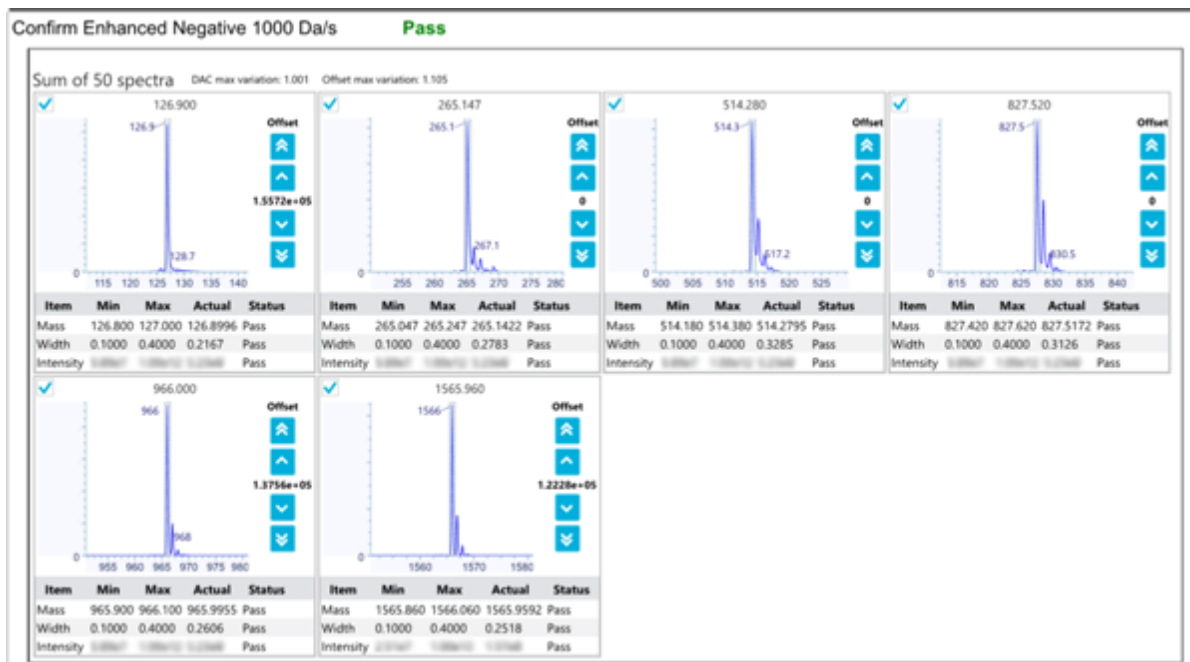 Confirm Enhanced Negative 1000 Da/s Pass
Sum of 50 spectra DAC max variation: 1.001 Offset max variation: 1.105
126.900
126.9
128.7
0
115 120 125 130 135 140
Offset
1.5572e+05
Item Min Max Actual Status
Mass 126.800 127.000 126.8996 Pass
Width 0.1000 0.4000 0.2167 Pass
Intensity Pass
265.147
265.1
267.1
0
255 260 265 270 275 280
Offset
0
Item Min Max Actual Status
Mass 265.047 265.247 265.1422 Pass
Width 0.1000 0.4000 0.2783 Pass
Intensity Pass
514.280
514.3
517.2
0
500 505 510 515 520 525
Offset
0
Item Min Max Actual Status
Mass 514.180 514.380 514.2795 Pass
Width 0.1000 0.4000 0.3285 Pass
Intensity Pass
827.520
827.5
830.5
0
815 820 825 830 835 840
Offset
0
Item Min Max Actual Status
Mass 827.420 827.620 827.5172 Pass
Width 0.1000 0.4000 0.3126 Pass
Intensity Pass
966.000
966
968
0
955 960 965 970 975 980
Offset
1.3756e+05
Item Min Max Actual Status
Mass 965.900 966.100 965.9955 Pass
Width 0.1000 0.4000 0.2606 Pass
Intensity Pass
1565.960
1566
0
1560 1570 1580
Offset
1.2228e+05
Item Min Max Actual Status
Mass 1565.860 1566.060 1565.9592 Pass
Width 0.1000 0.4000 0.2518 Pass
Intensity Pass